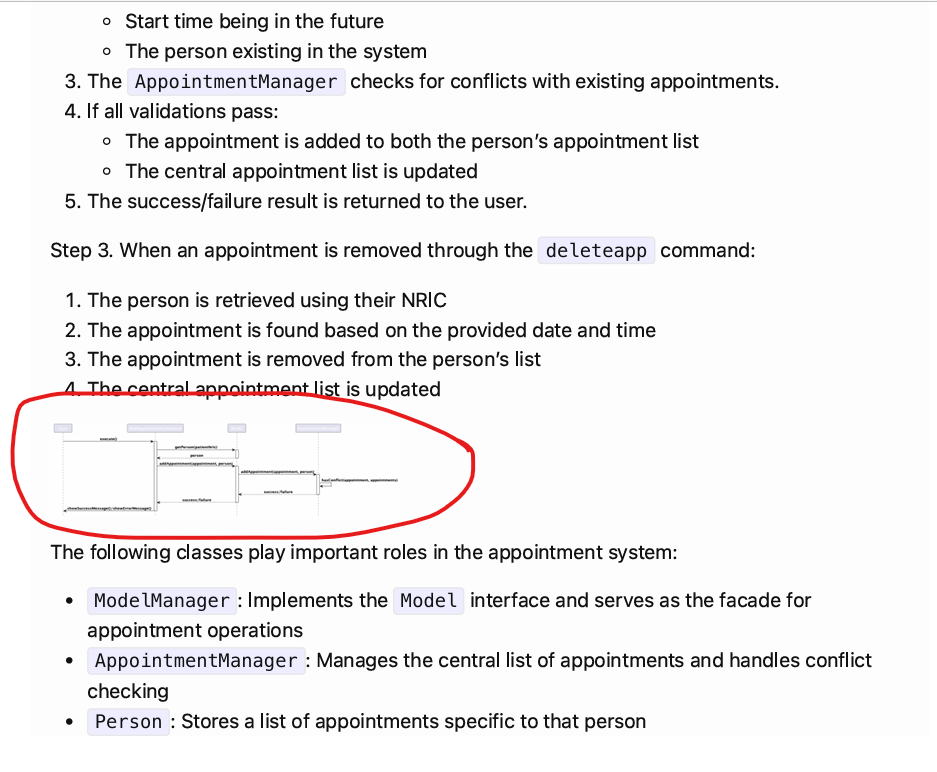 Start time being in the future
The person existing in the system
3. The AppointmentManager checks for conflicts with existing appointments.
4. If all validations pass:
The appointment is added to both the person's appointment list
The central appointment list is updated
5. The success/failure result is returned to the user.
Step 3. When an appointment is removed through the deleteapp command:
1. The person is retrieved using their NRIC
2. The appointment is found based on the provided date and time
3. The appointment is removed from the person's list
4. The central appointment list is updated
execute()
getPerson(patientNric)
person
addAppointment(appointment, person)
addAppointment(appointment, person)
hasConflict(appointment, appointments)
success/failure
success/failure
showSuccessMessage()/showErrorMessage()
The following classes play important roles in the appointment system:
ModelManager: Implements the Model interface and serves as the facade for
appointment operations
AppointmentManager: Manages the central list of appointments and handles conflict
checking
Person: Stores a list of appointments specific to that person